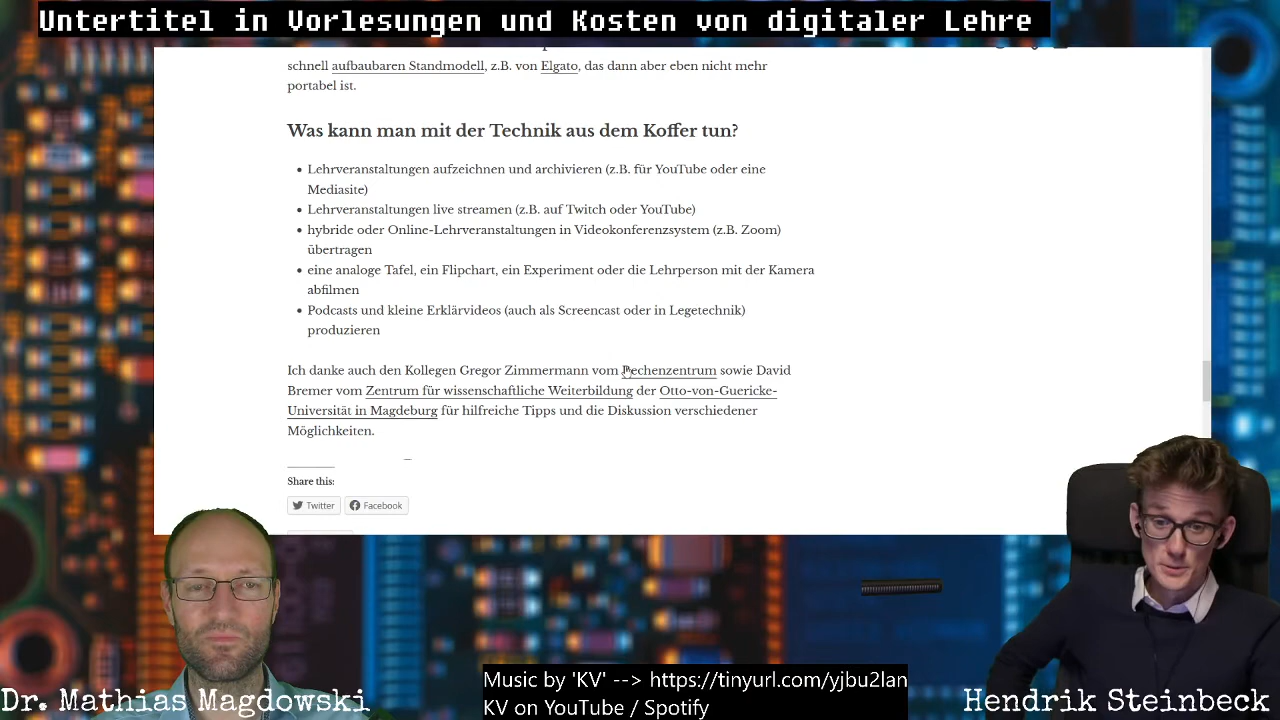 Untertitel in Vorlesungen und Kosten von digitaler Lehre
schnell aufbaubaren Standmodell, z.B. von Elgato, das dann aber eben nicht mehr
portabel ist.
Was kann man mit der Technik aus dem Koffer tun?
• Lehrveranstaltungen aufzeichnen und archivieren (z.B. für YouTube oder eine
Mediasite)
• Lehrveranstaltungen live streamen (z.B. auf Twitch oder YouTube)
• hybride oder Online-Lehrveranstaltungen in Videokonferenzsystem (z.B. Zoom)
übertragen
• eine analoge Tafel, ein Flipchart, ein Experiment oder die Lehrperson mit der Kamera
abfilmen
• Podcasts und kleine Erklärvideos (auch als Screencast oder in Legetechnik)
produzieren
Ich danke auch den Kollegen Gregor Zimmermann vom Rechenzentrum sowie David
Bremer vom Zentrum für wissenschaftliche Weiterbildung der Otto-von-Guericke-
Universität in Magdeburg für hilfreiche Tipps und die Diskussion verschiedener
Möglichkeiten.
Share this:
Twitter Facebook
Music by 'KV' --> https://tinyurl.com/yjbu2lan
KV on YouTube / Spotify
Dr. Mathias Magdowski
Hendrik Steinbeck